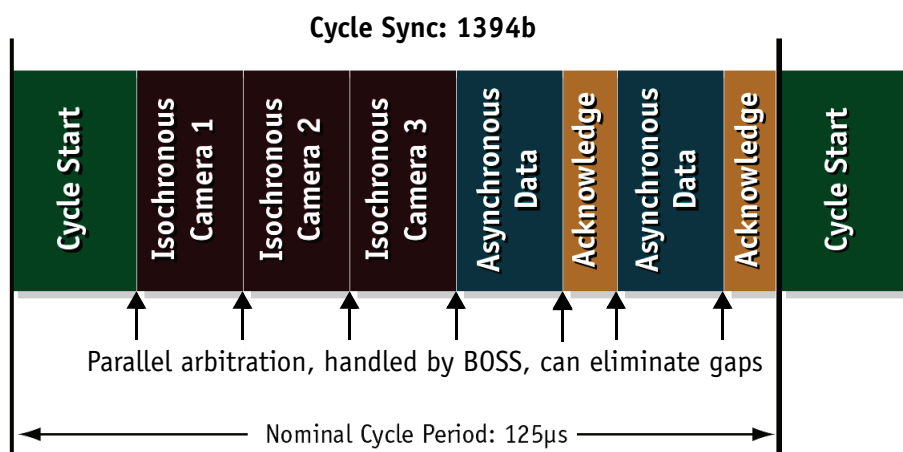 Cycle Sync: 1394b
Cycle Start
Isochronous
Camera 1
Isochronous
Camera 2
Isochronous
Camera 3
Asynchronous
Data
Acknowledge
Asynchronous
Data
Acknowledge
Cycle Start
Parallel arbitration, handled by BOSS, can eliminate gaps
Nominal Cycle Period: 125µs